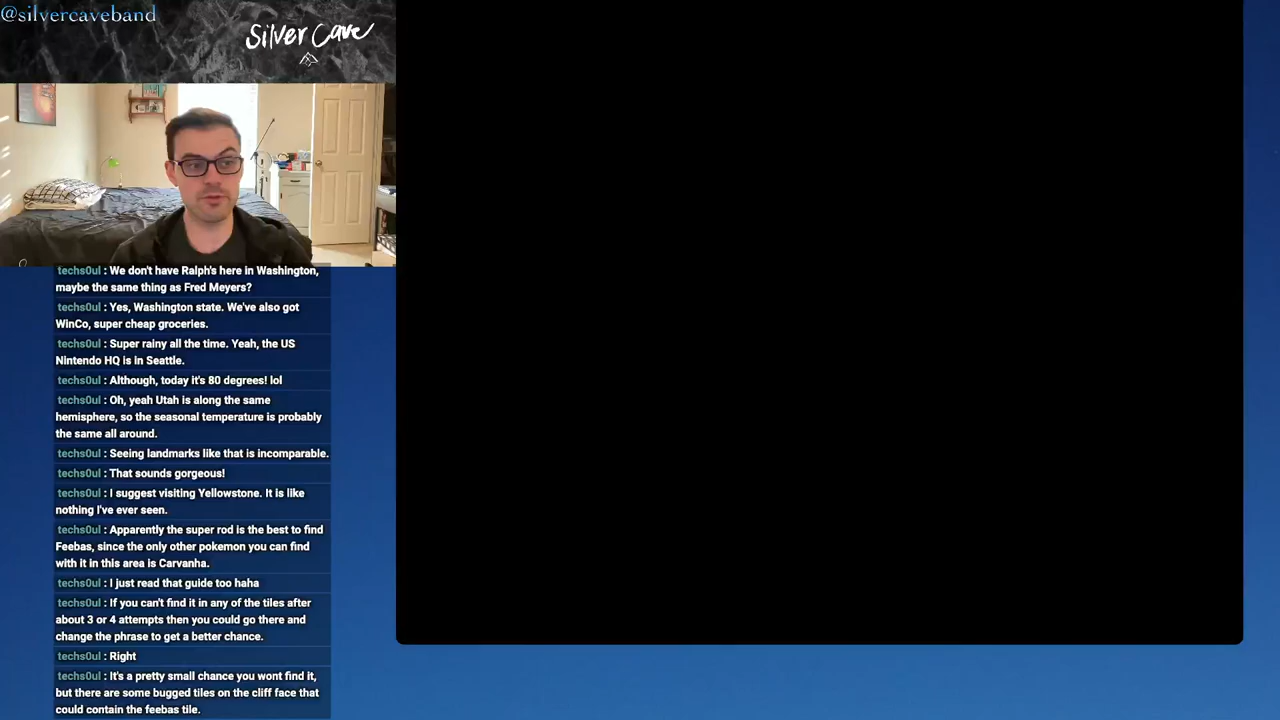 @silvercaveband
Silver Cave
techs0ul : We don't have Ralph's here in Washington,
maybe the same thing as Fred Meyers?
techs0ul : Yes, Washington state. We've also got
WinCo, super cheap groceries.
techs0ul : Super rainy all the time. Yeah, the US
Nintendo HQ is in Seattle.
techs0ul : Although, today it's 80 degrees! lol
techs0ul : Oh, yeah Utah is along the same
hemisphere, so the seasonal temperature is probably
the same all around.
techs0ul : Seeing landmarks like that is incomparable.
techs0ul : That sounds gorgeous!
techs0ul : I suggest visiting Yellowstone. It is like
nothing I've ever seen.
techs0ul : Apparently the super rod is the best to find
Feebas, since the only other pokemon you can find
with it in this area is Carvanha.
techs0ul : I just read that guide too haha
techs0ul : If you can't find it in any of the tiles after
about 3 or 4 attempts then you could go there and
change the phrase to get a better chance.
techs0ul : Right
techs0ul : It's a pretty small chance you wont find it,
but there are some bugged tiles on the cliff face that
could contain the feebas tile.